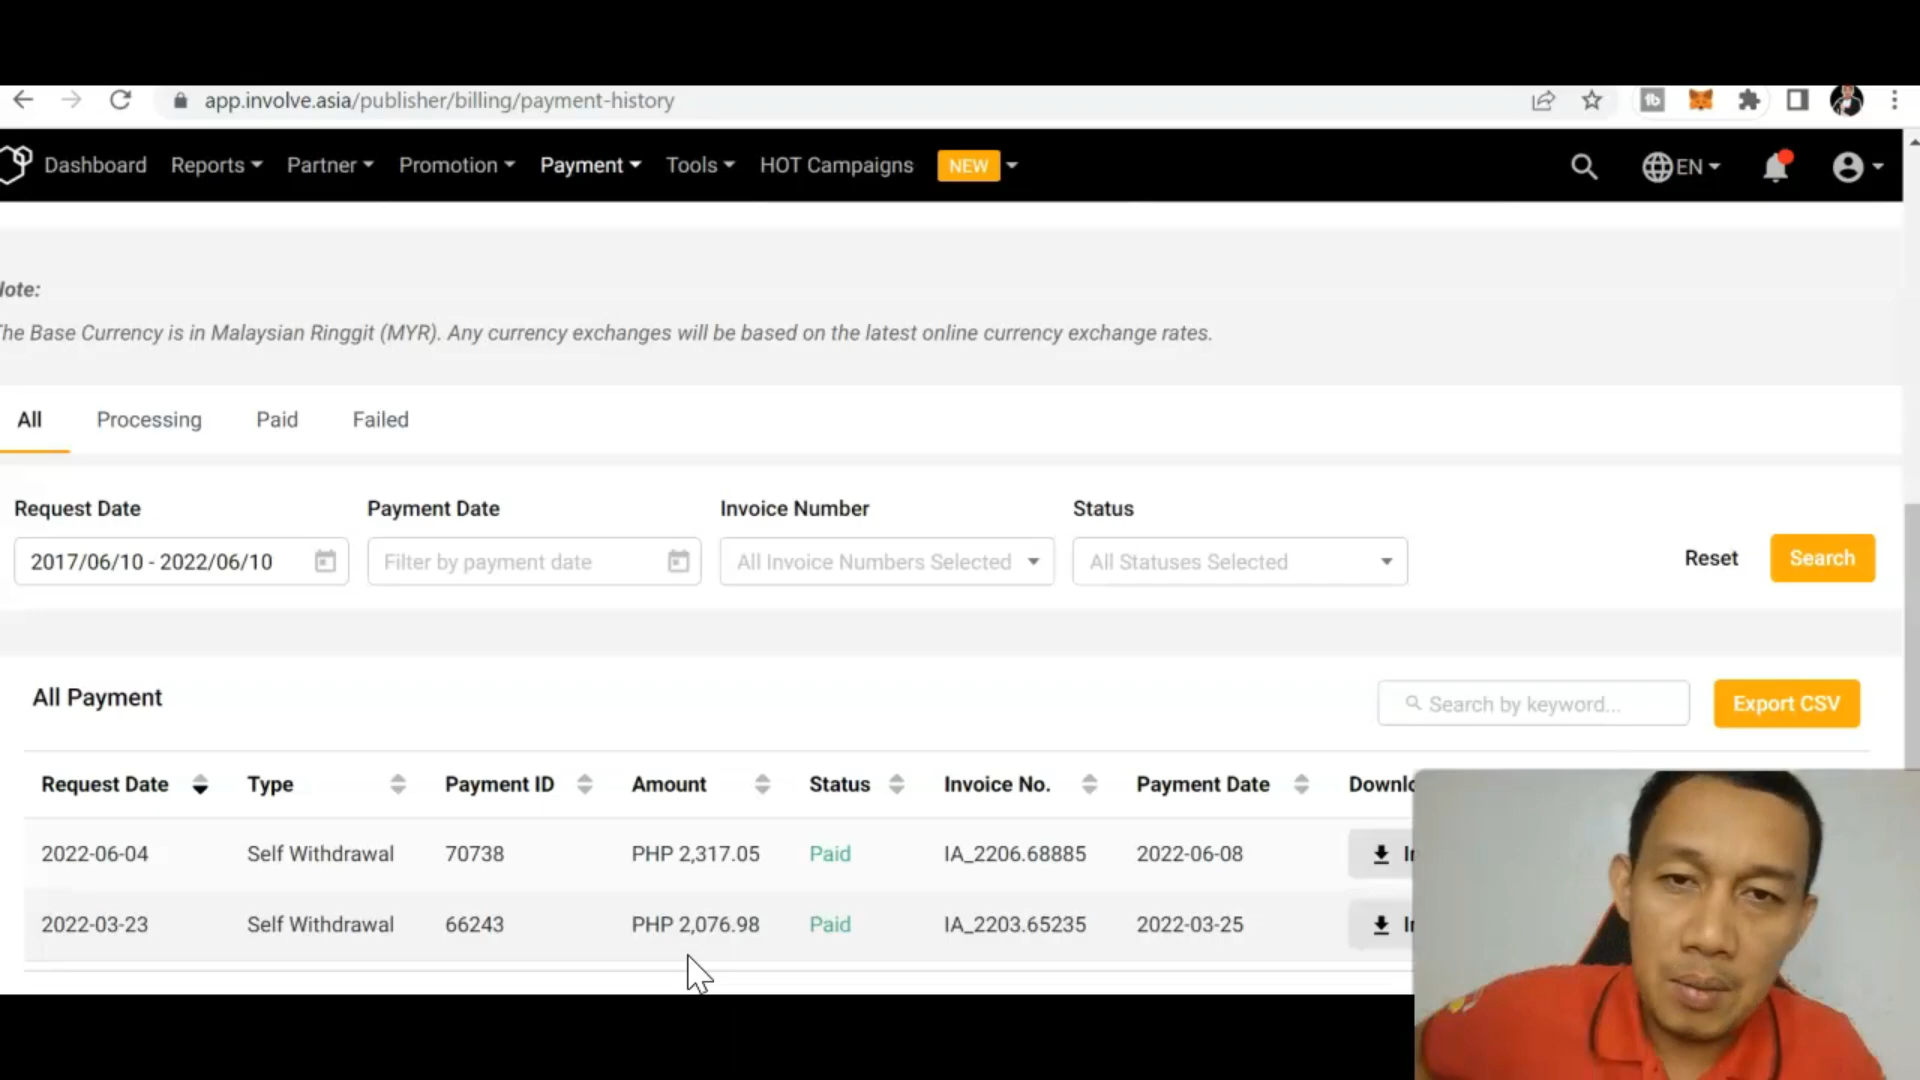 app.involve.asia/publisher/billing/payment-history
Dashboard Reports Partner Promotion Payment Tools HOT Campaigns NEW EN
lote:
he Base Currency is in Malaysian Ringgit (MYR). Any currency exchanges will be based on the latest online currency exchange rates.
All Processing Paid Failed
Request Date Payment Date Invoice Number Status
2017/06/10 - 2022/06/10 Filter by payment date All Invoice Numbers Selected All Statuses Selected Reset Search
All Payment Search by keyword... Export CSV
Request Date Type Payment ID Amount Status Invoice No. Payment Date Downlo
2022-06-04 Self Withdrawal 70738 PHP 2,317.05 Paid IA_2206.68885 2022-06-08
2022-03-23 Self Withdrawal 66243 PHP 2,076.98 Paid IA_2203.65235 2022-03-25